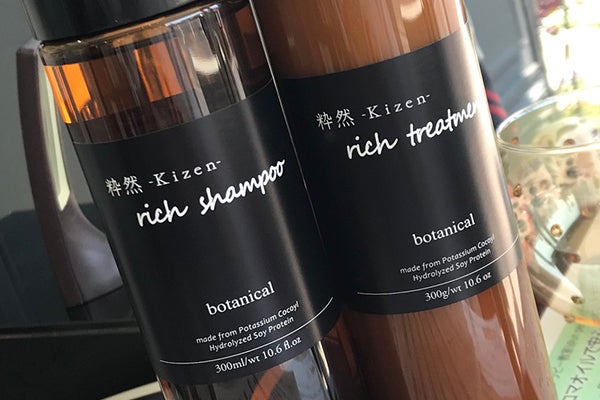 粋然 -Kizen-
rich shampoo
botanical
made from Potassium Cocoyl
Hydrolyzed Soy Protein
300ml/wt 10.6 fl.oz
粋然 -Kizen-
rich treatmen
botanical
made from Potassium Cocoyl
Hydrolyzed Soy Protein
300g/wt 10.6 oz